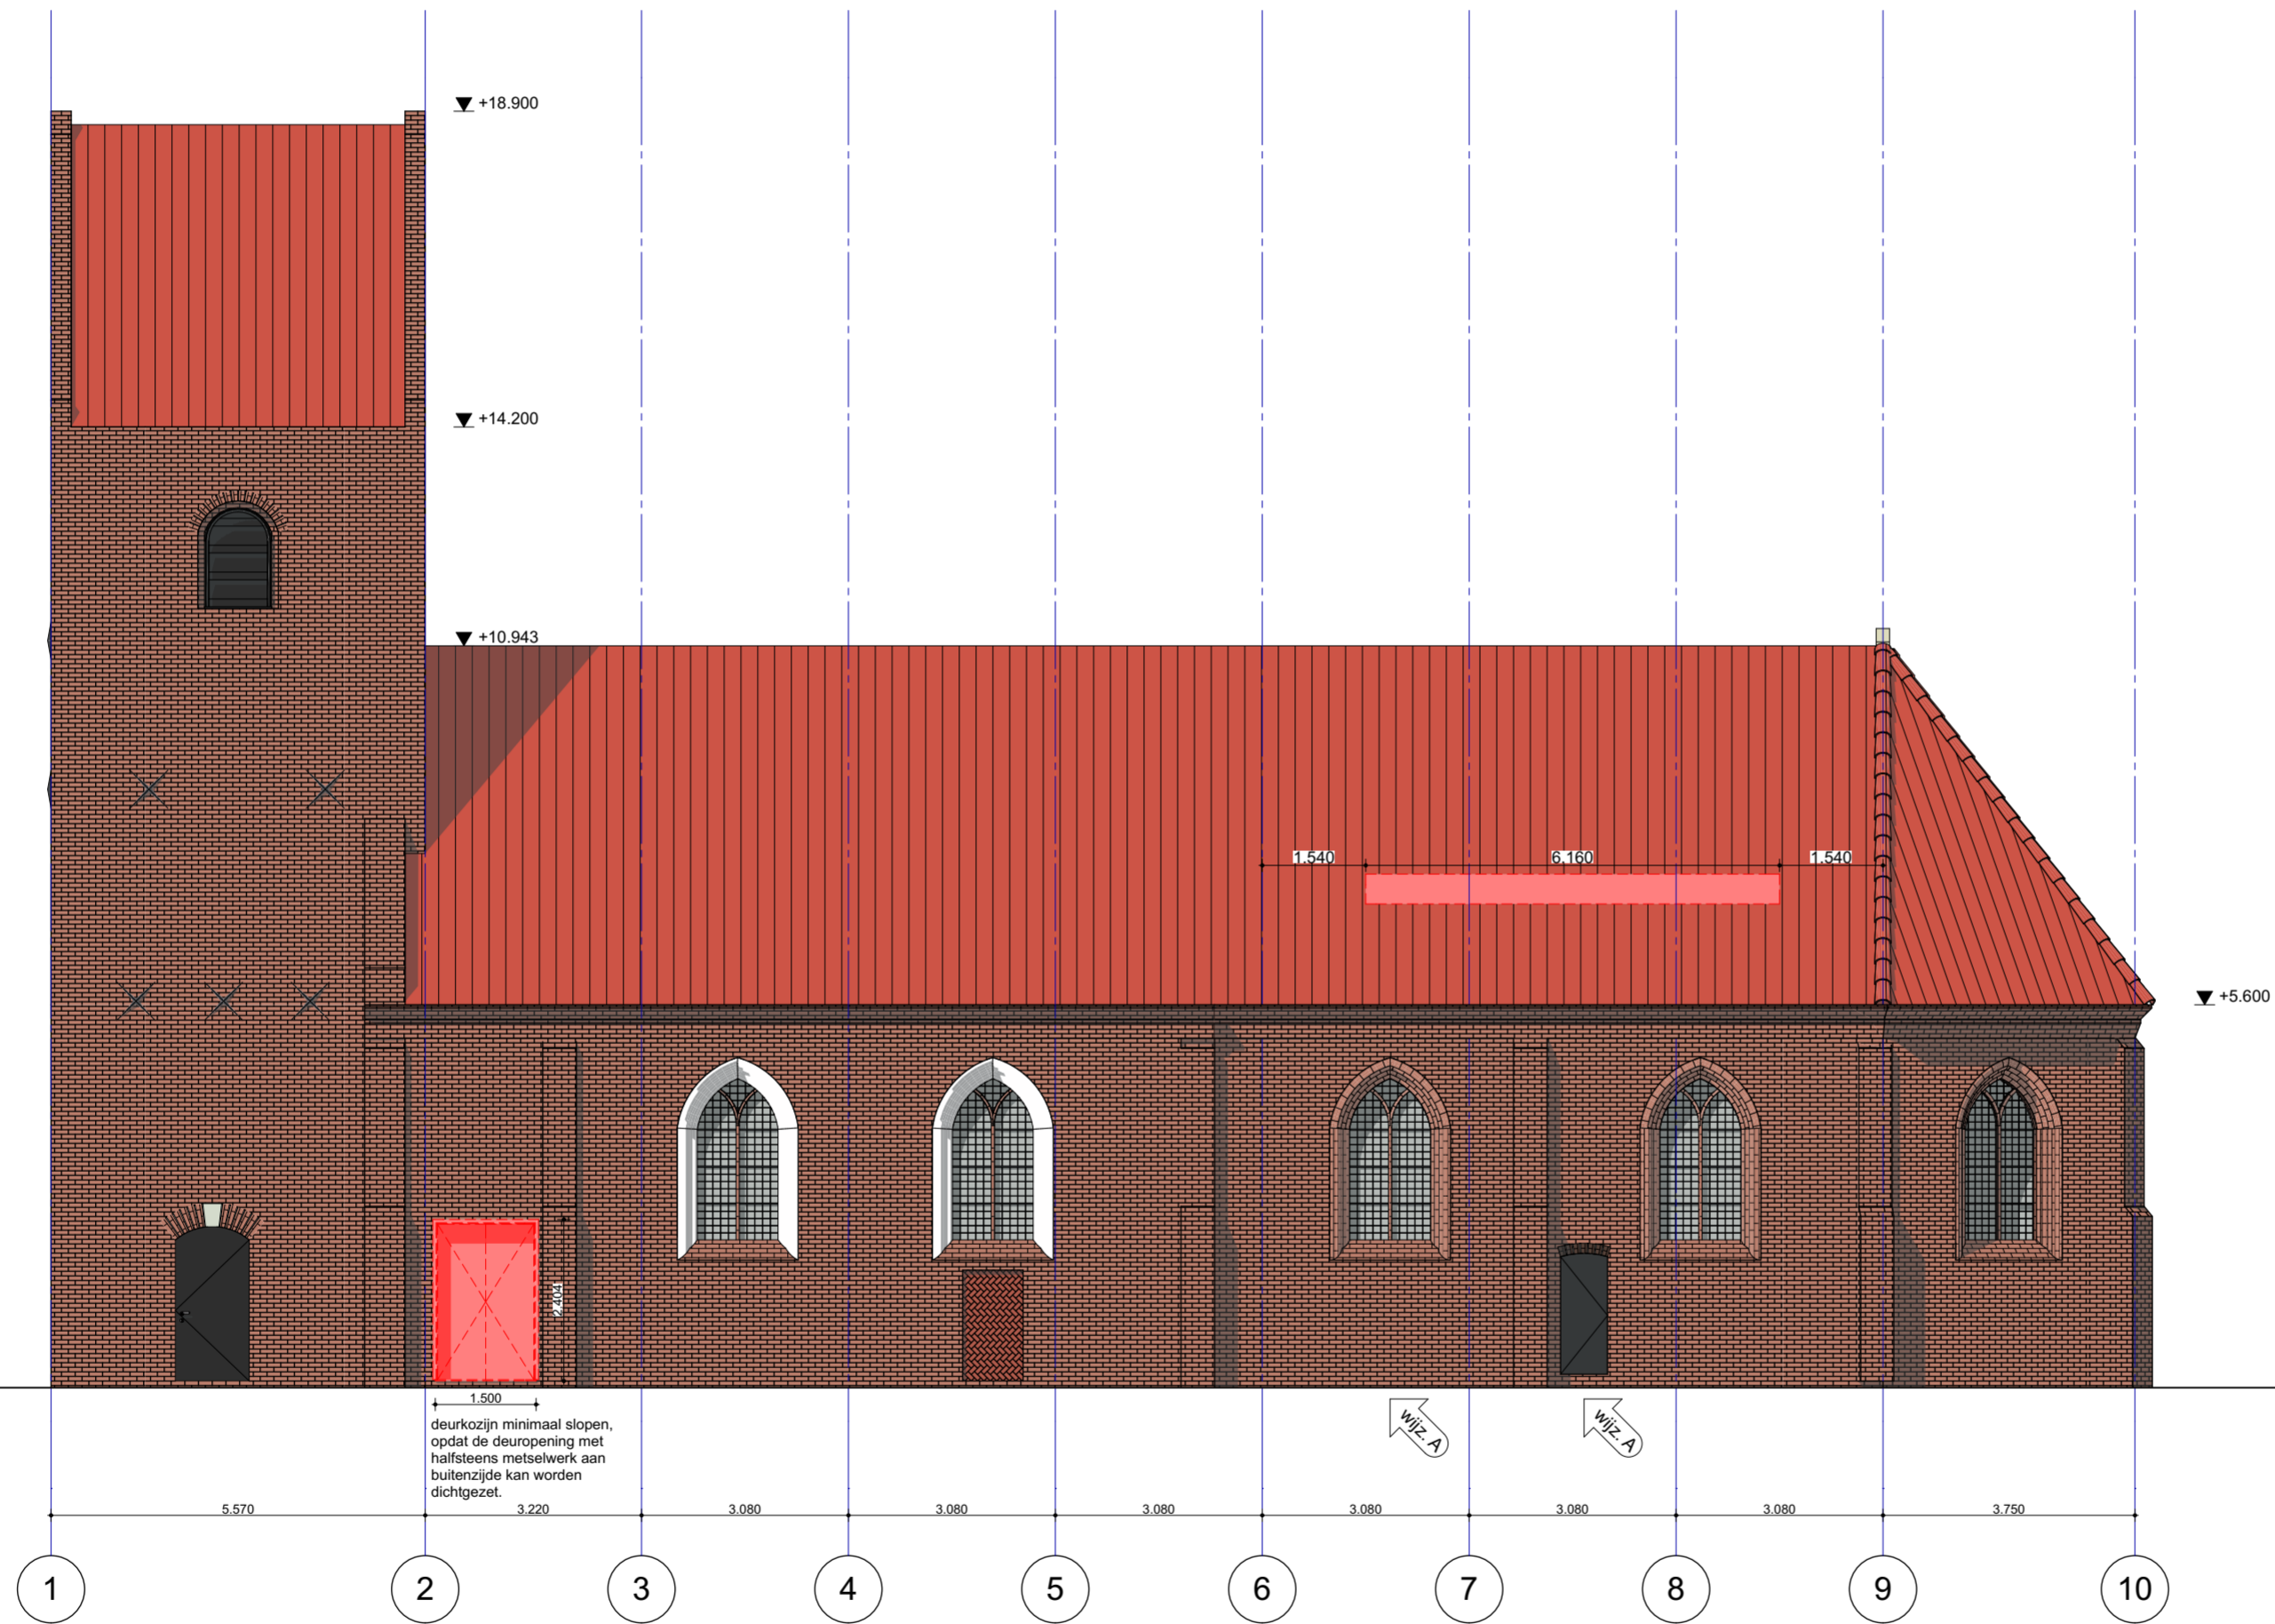 +18.900
+14.200
+10.943
1.540 6.160 1.540
+5.600
2.404
1.500
deurkozijn minimaal slopen,
opdat de deuropening met
halfsteens metselwerk aan
buitenzijde kan worden
dichtgezet.
wijz. A
wijz. A
5.570 3.220 3.080 3.080 3.080 3.080 3.080 3.080 3.750
1 2 3 4 5 6 7 8 9 10